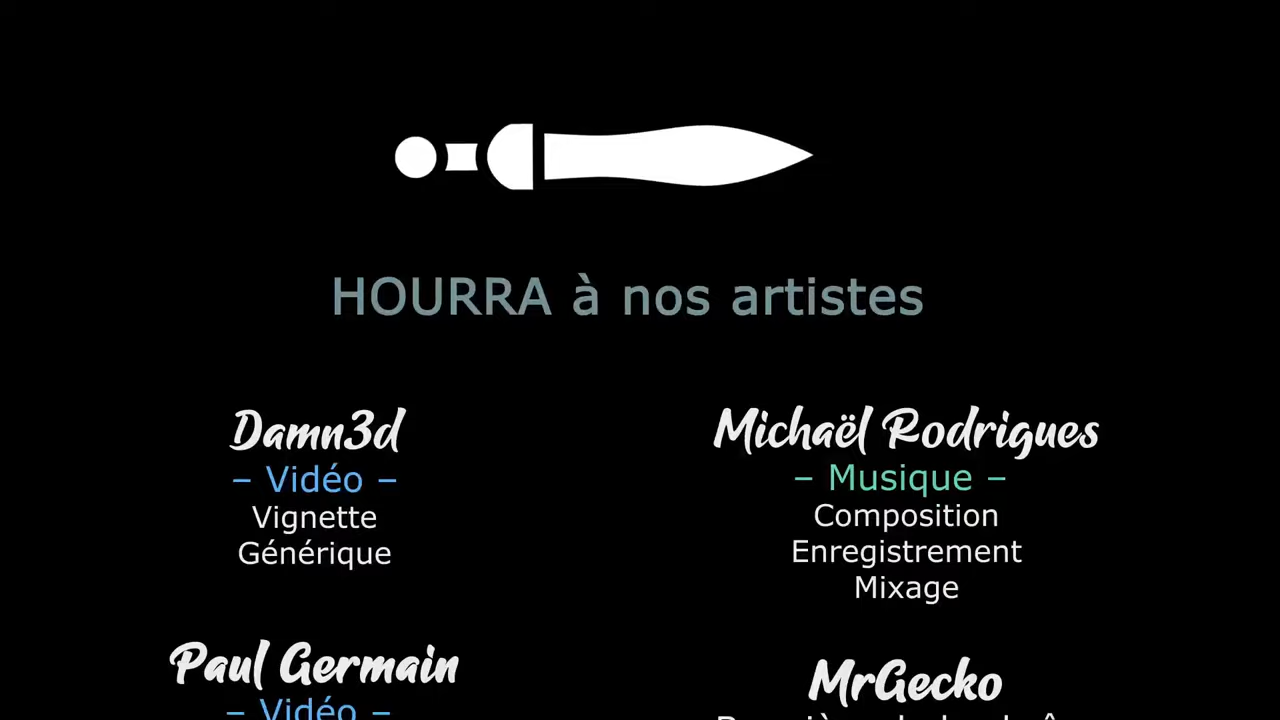 HOURRA à nos artistes
Damn3d
– Vidéo –
Vignette
Générique
Michaël Rodrigues
– Musique –
Composition
Enregistrement
Mixage
Paul Germain
– Vidéo –
MrGecko